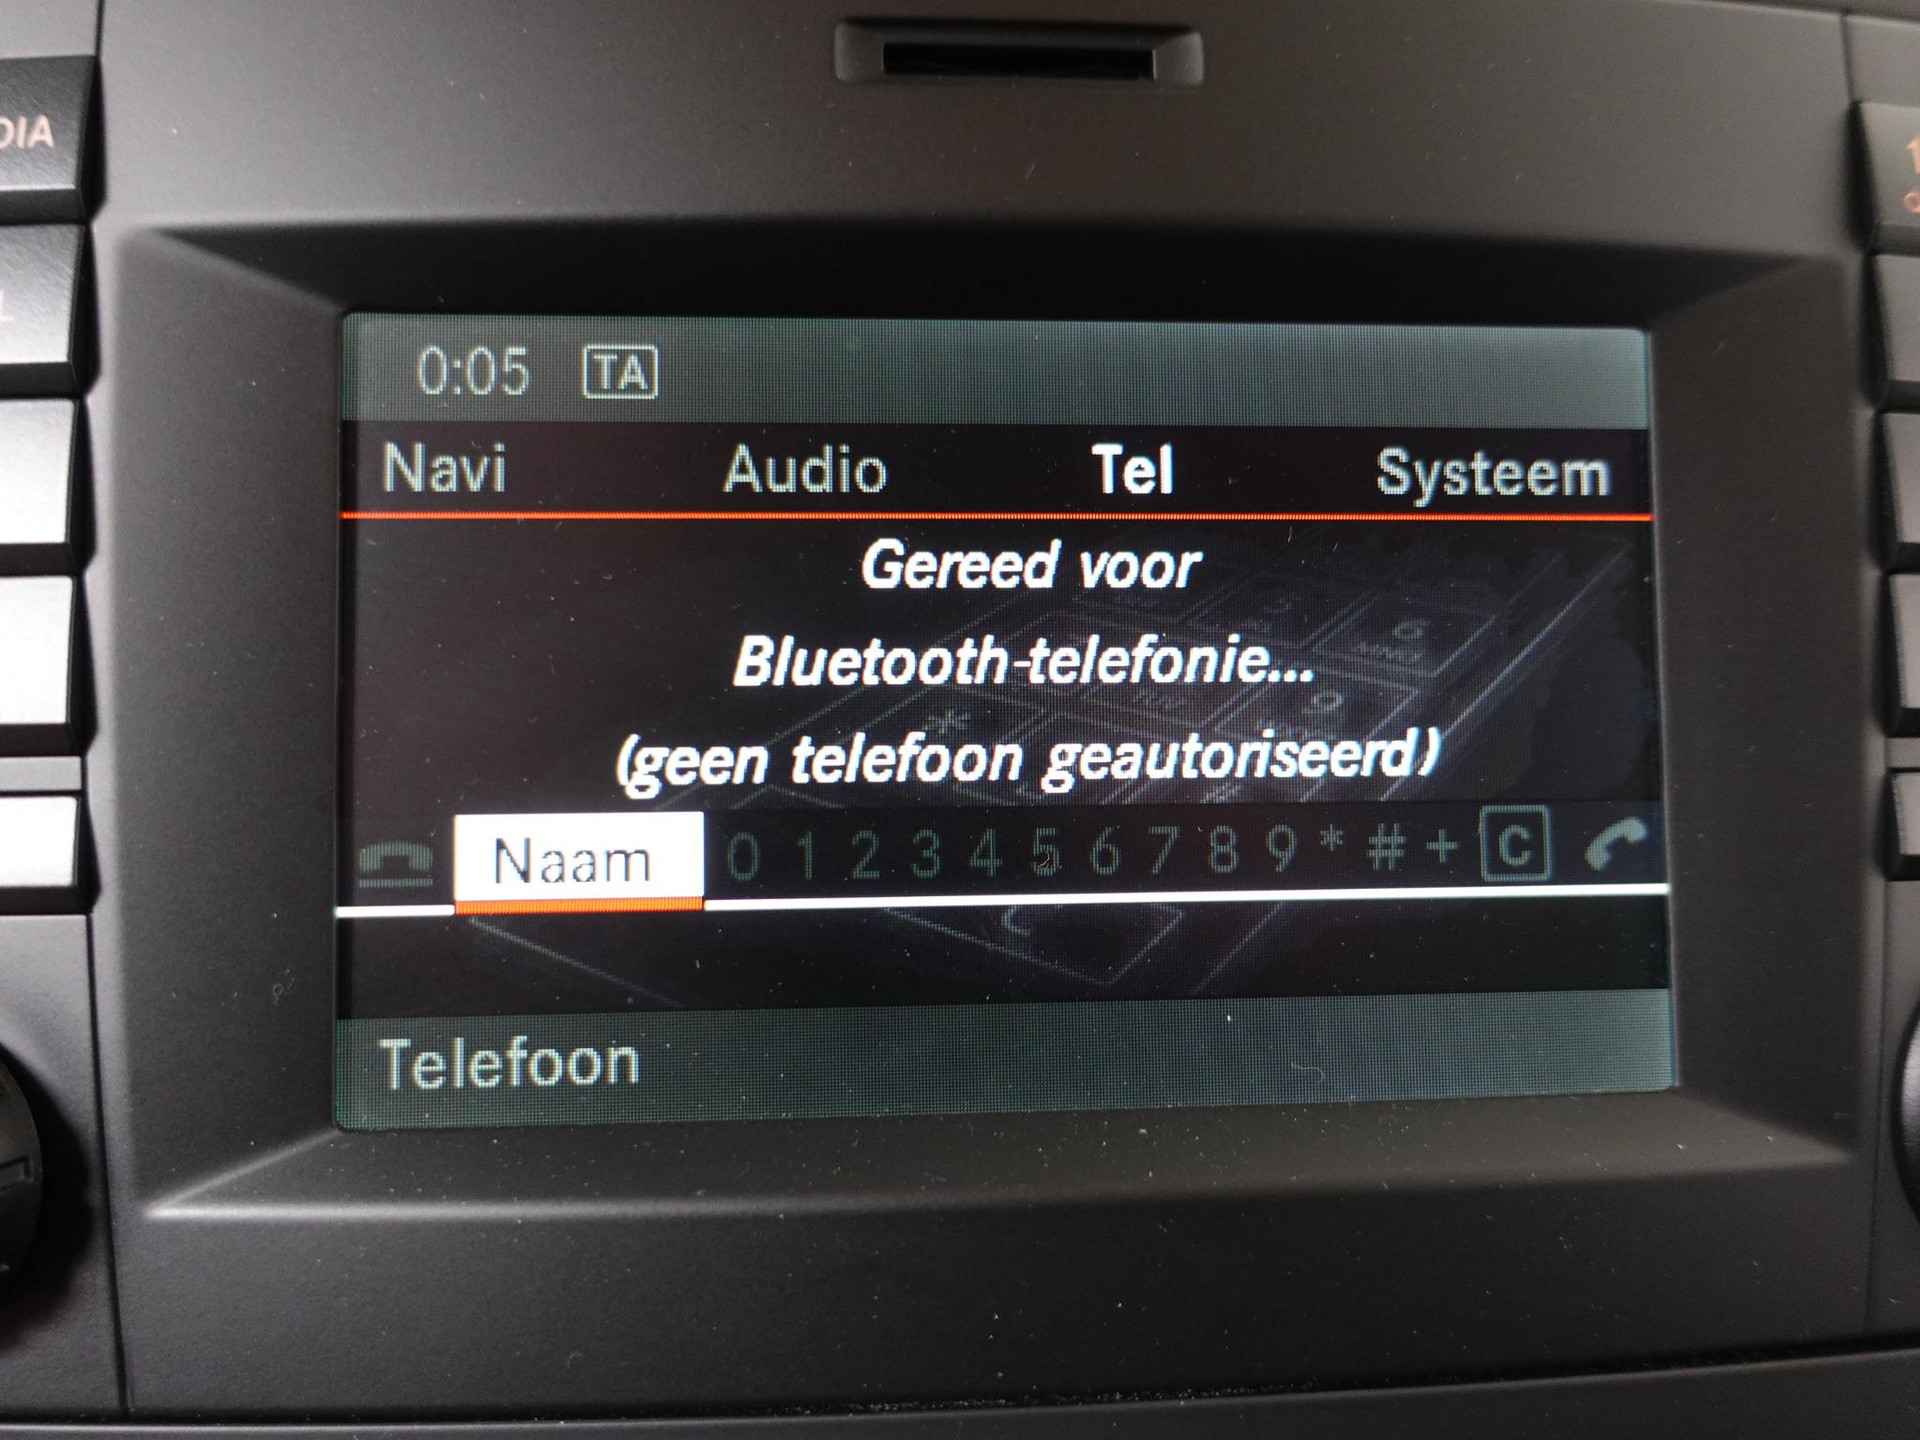 DIA
0:05 TA
Navi Audio Tel Systeem
Gereed voor
Bluetooth-telefonie...
(geen telefoon geautoriseerd)
Naam 0 1 2 3 4 5 6 7 8 9 * # + C
Telefoon